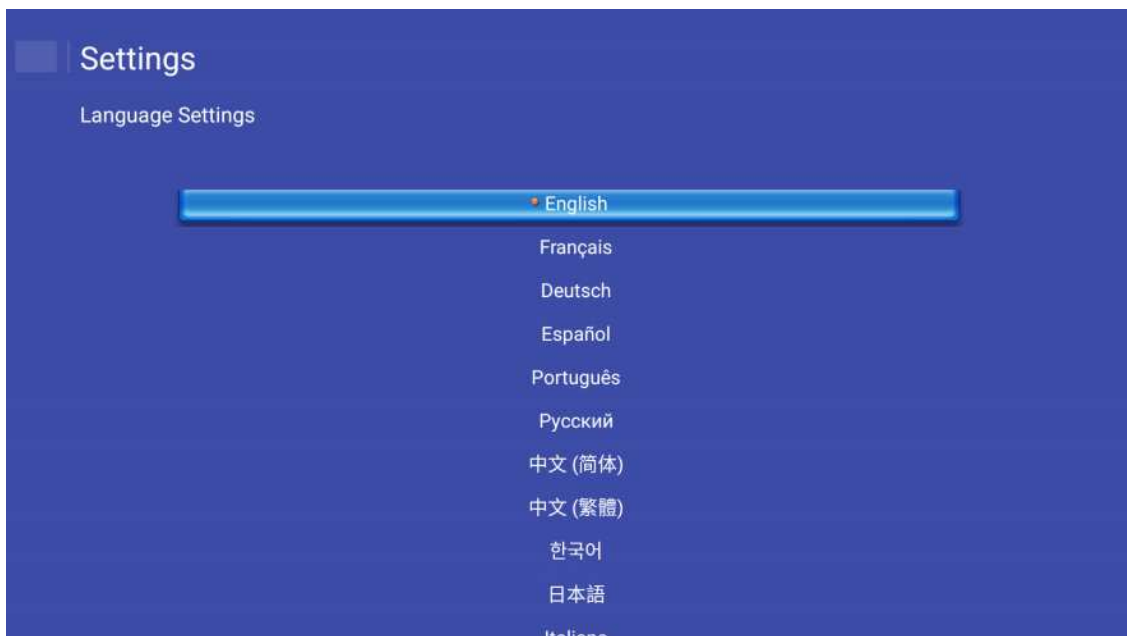 Settings
Language Settings
English
Français
Deutsch
Español
Português
Русский
中文 (简体)
中文 (繁體)
한국어
日本語